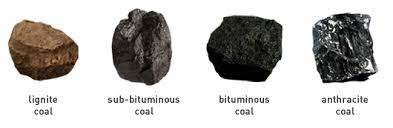 lignite
coal
sub-bituminous
coal
bituminous
coal
anthracite
coal